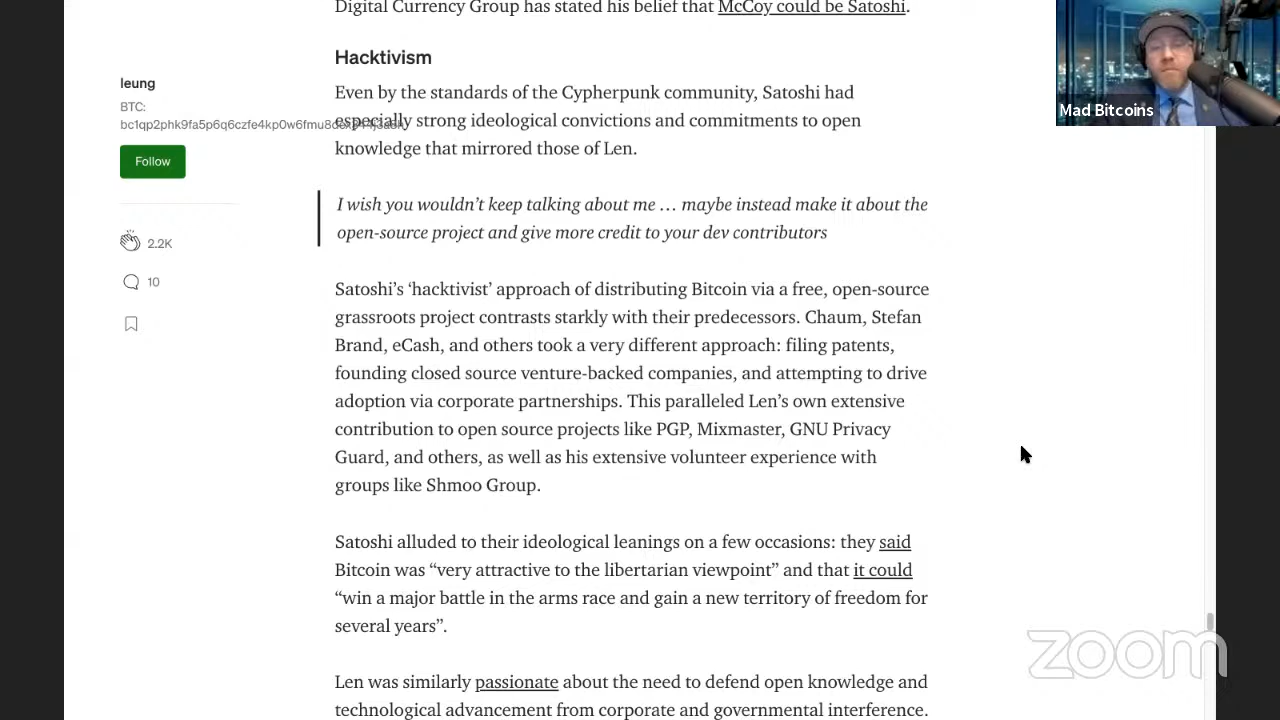 Digital Currency Group has stated his belief that McCoy could be Satoshi.
Hacktivism
leung
BTC:
Even by the standards of the Cypherpunk community, Satoshi had
especially strong ideological convictions and commitments to open
knowledge that mirrored those of Len.
Follow
I wish you wouldn’t keep talking about me … maybe instead make it about the
open-source project and give more credit to your dev contributors
2.2K
10
Satoshi’s ‘hacktivist’ approach of distributing Bitcoin via a free, open-source
grassroots project contrasts starkly with their predecessors. Chaum, Stefan
Brand, eCash, and others took a very different approach: filing patents,
founding closed source venture-backed companies, and attempting to drive
adoption via corporate partnerships. This paralleled Len’s own extensive
contribution to open source projects like PGP, Mixmaster, GNU Privacy
Guard, and others, as well as his extensive volunteer experience with
groups like Shmoo Group.
Satoshi alluded to their ideological leanings on a few occasions: they said
Bitcoin was “very attractive to the libertarian viewpoint” and that it could
“win a major battle in the arms race and gain a new territory of freedom for
several years”.
Len was similarly passionate about the need to defend open knowledge and
technological advancement from corporate and governmental interference.
Mad Bitcoins
zoom